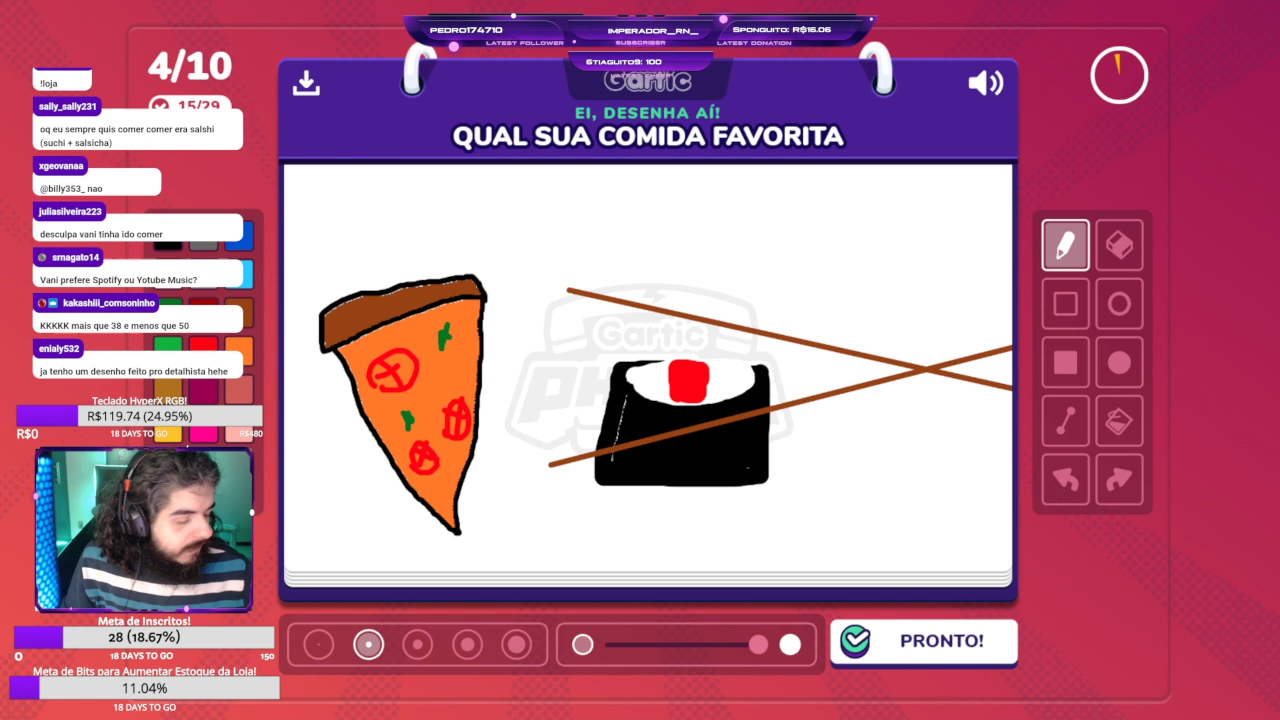 PEDRO174710
LATEST FOLLOWER
IMPERADOR__RN_
SUBSCRIBER
SPONGUITO: R$16.06
LATEST DONATION
6TIAGUITO9: 100
Gartic
EI, DESENHA AÍ!
QUAL SUA COMIDA FAVORITA
4/10
15/29
!loja
sally_sally231
oq eu sempre quis comer comer era salshi
(suchi + salsicha)
xgeovanaa
@billy353_ nao
juliasilveira223
desculpa vani tinha ido comer
srnagato14
Vani prefere Spotify ou Yotube Music?
kakashiii_comsoninho
KKKKK mais que 38 e menos que 50
enialy532
ja tenho um desenho feito pro detalhista hehe
Teclado HyperX RGB!
R$119.74 (24.95%)
R$0
18 DAYS TO GO
R$480
Gartic
Meta de Inscritos!
28 (18.67%)
0
18 DAYS TO GO
150
Meta de Bits para Aumentar Estoque da Loja!
11.04%
18 DAYS TO GO
PRONTO!